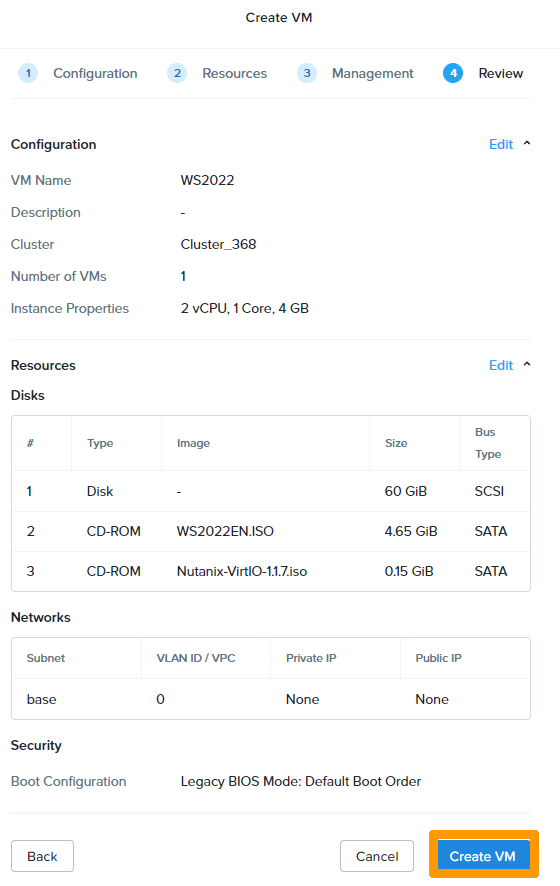 Create VM
1 Configuration 2 Resources 3 Management 4 Review
Configuration Edit
VM Name WS2022
Description -
Cluster Cluster_368
Number of VMs 1
Instance Properties 2 vCPU, 1 Core, 4 GB
Resources Edit
Disks
# Type Image Size Bus Type
1 Disk - 60 GiB SCSI
2 CD-ROM WS2022EN.ISO 4.65 GiB SATA
3 CD-ROM Nutanix-VirtIO-1.1.7.iso 0.15 GiB SATA
Networks
Subnet VLAN ID / VPC Private IP Public IP
base 0 None None
Security
Boot Configuration Legacy BIOS Mode: Default Boot Order
Back Cancel Create VM